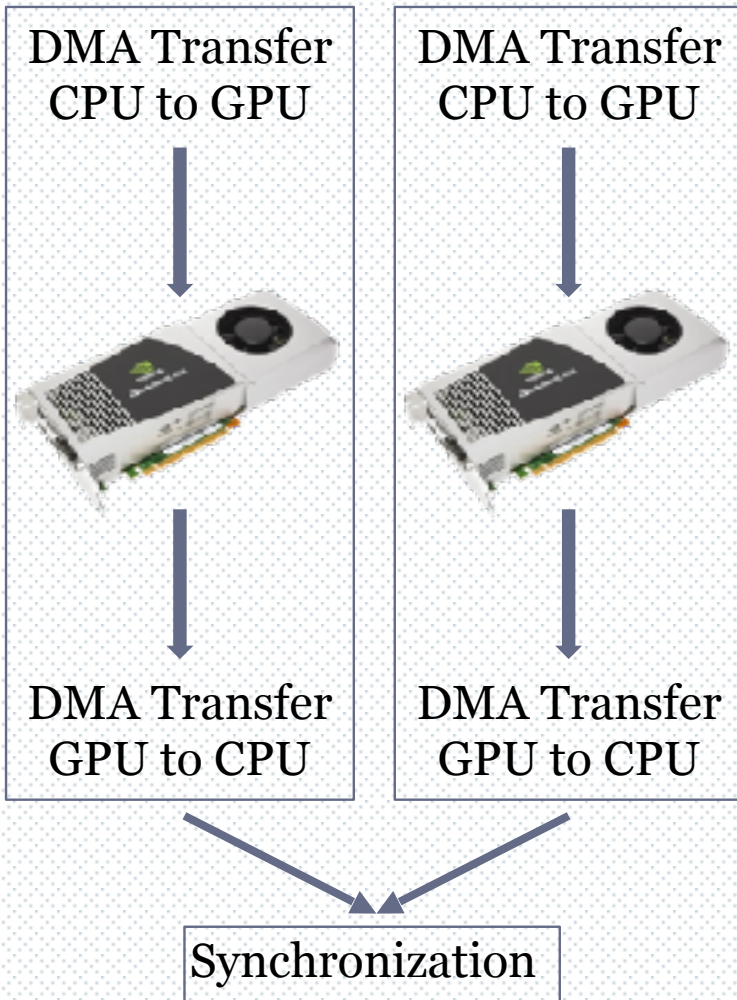 DMA Transfer
CPU to GPU
DMA Transfer
GPU to CPU
DMA Transfer
CPU to GPU
DMA Transfer
GPU to CPU
Synchronization